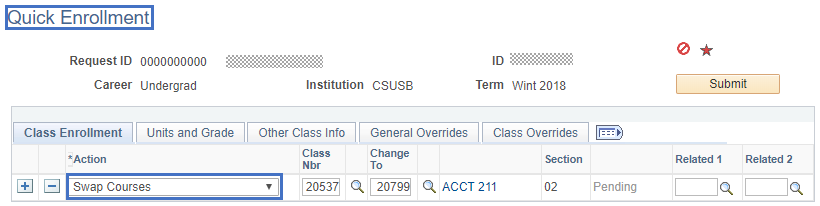 Quick Enrollment
Request ID 0000000000 ID
Career Undergrad Institution CSUSB Term Wint 2018 Submit
Class Enrollment Units and Grade Other Class Info General Overrides Class Overrides
*Action Class Nbr Change To Section Related 1 Related 2
Swap Courses 20537 20799 ACCT 211 02 Pending